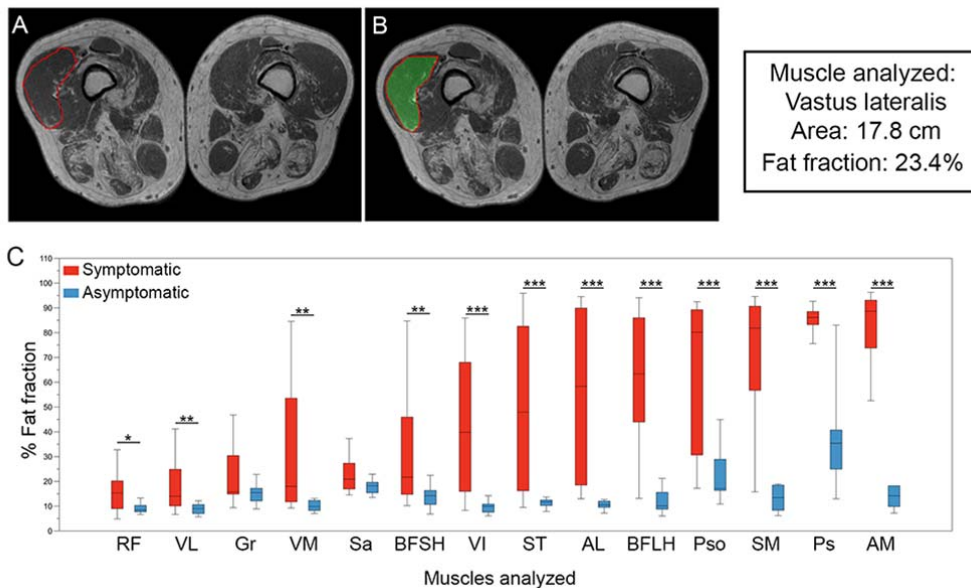 A
B
Muscle analyzed:
Vastus lateralis
Area: 17.8 cm
Fat fraction: 23.4%
C
Symptomatic
Asymptomatic
% Fat fraction
110
100
90
80
70
60
50
40
30
20
10
0
* ** ** ** *** *** *** *** *** *** *** ***
RF VL Gr VM Sa BFSH VI ST AL BFLH Pso SM Ps AM
Muscles analyzed